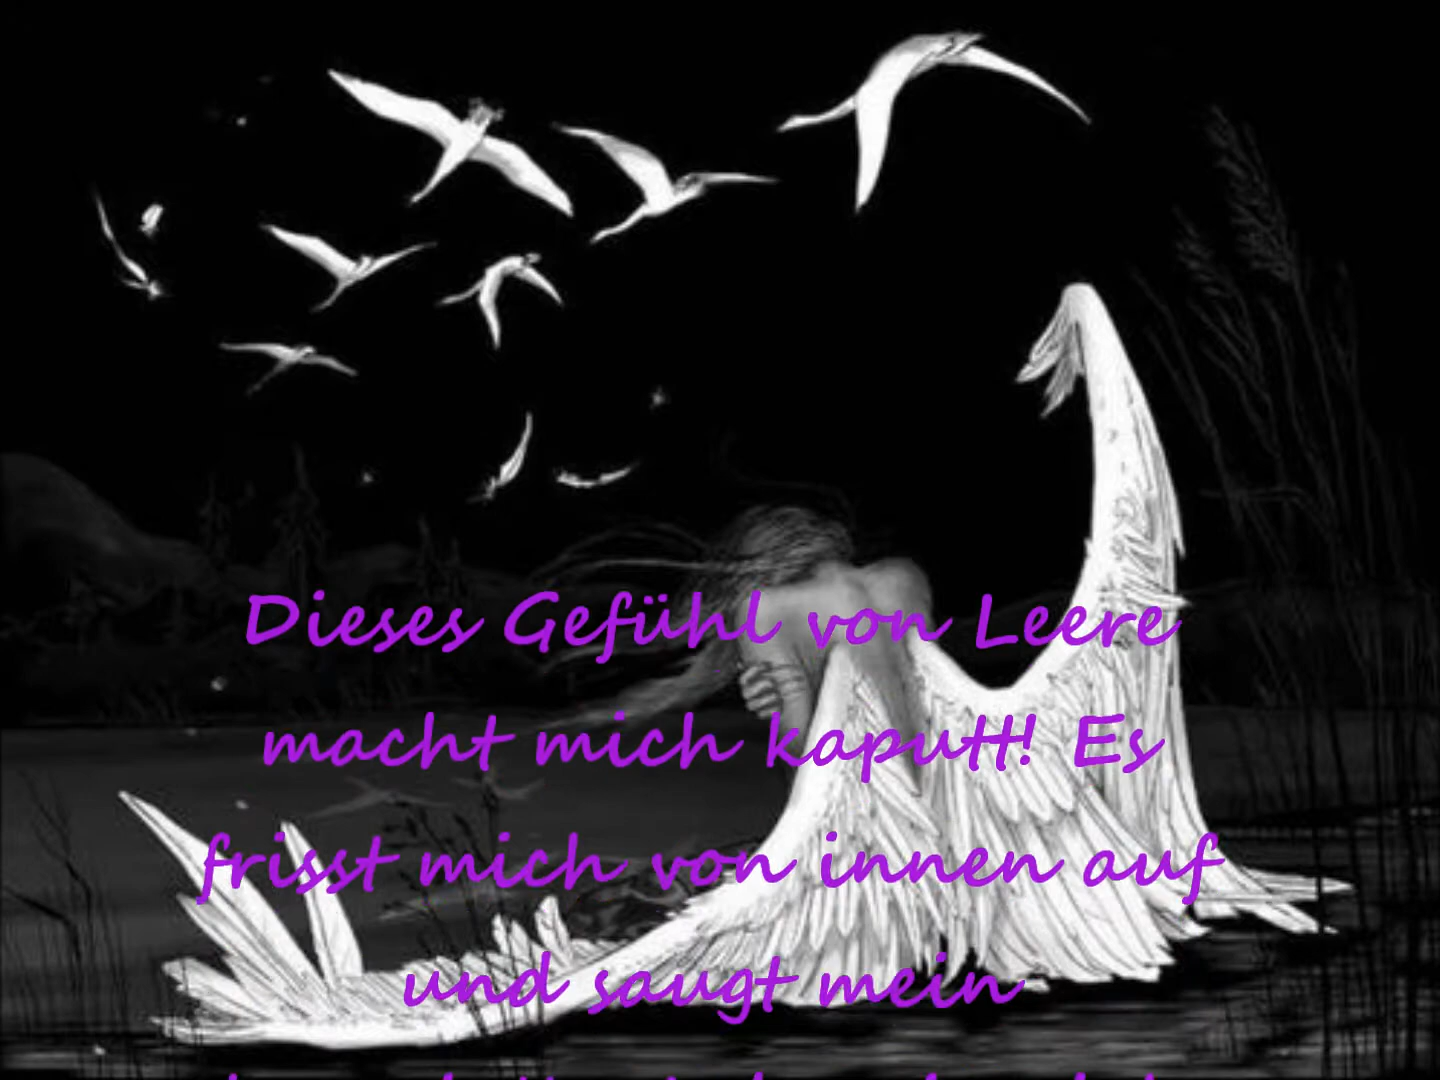 Dieses Gefühl von Leere
macht mich kaputt! Es
frisst mich von innen auf
und saugt mein